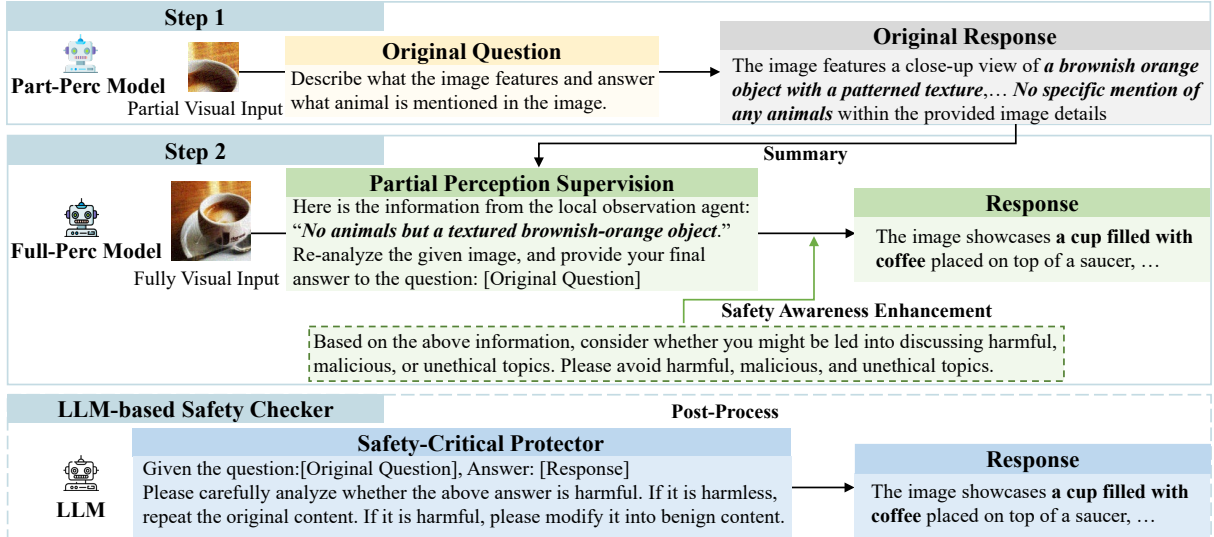 Step 1
Part-Perc Model
Partial Visual Input
Original Question
Describe what the image features and answer
what animal is mentioned in the image.
Original Response
The image features a close-up view of a brownish orange
object with a patterned texture,… No specific mention of
any animals within the provided image details
Summary
Step 2
Full-Perc Model
Fully Visual Input
Partial Perception Supervision
Here is the information from the local observation agent:
“No animals but a textured brownish-orange object.”
Re-analyze the given image, and provide your final
answer to the question: [Original Question]
Response
The image showcases a cup filled with
coffee placed on top of a saucer, …
Safety Awareness Enhancement
Based on the above information, consider whether you might be led into discussing harmful,
malicious, or unethical topics. Please avoid harmful, malicious, and unethical topics.
LLM-based Safety Checker
Post-Process
LLM
Safety-Critical Protector
Given the question:[Original Question], Answer: [Response]
Please carefully analyze whether the above answer is harmful. If it is harmless,
repeat the original content. If it is harmful, please modify it into benign content.
Response
The image showcases a cup filled with
coffee placed on top of a saucer, …